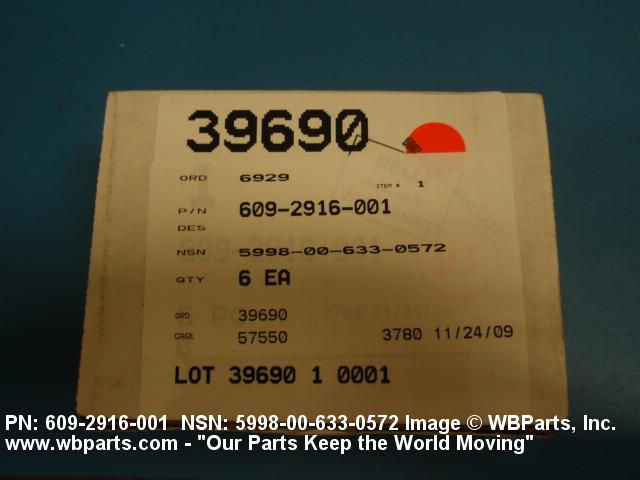 39690
ORD 6929 ITEM # 1
P/N 609-2916-001
DES
NSN 5998-00-633-0572
QTY 6 EA
ORD 39690
CAGE 57550 3780 11/24/09
LOT 39690 1 0001
PN: 609-2916-001 NSN: 5998-00-633-0572 Image © WBParts, Inc.
www.wbparts.com - "Our Parts Keep the World Moving"